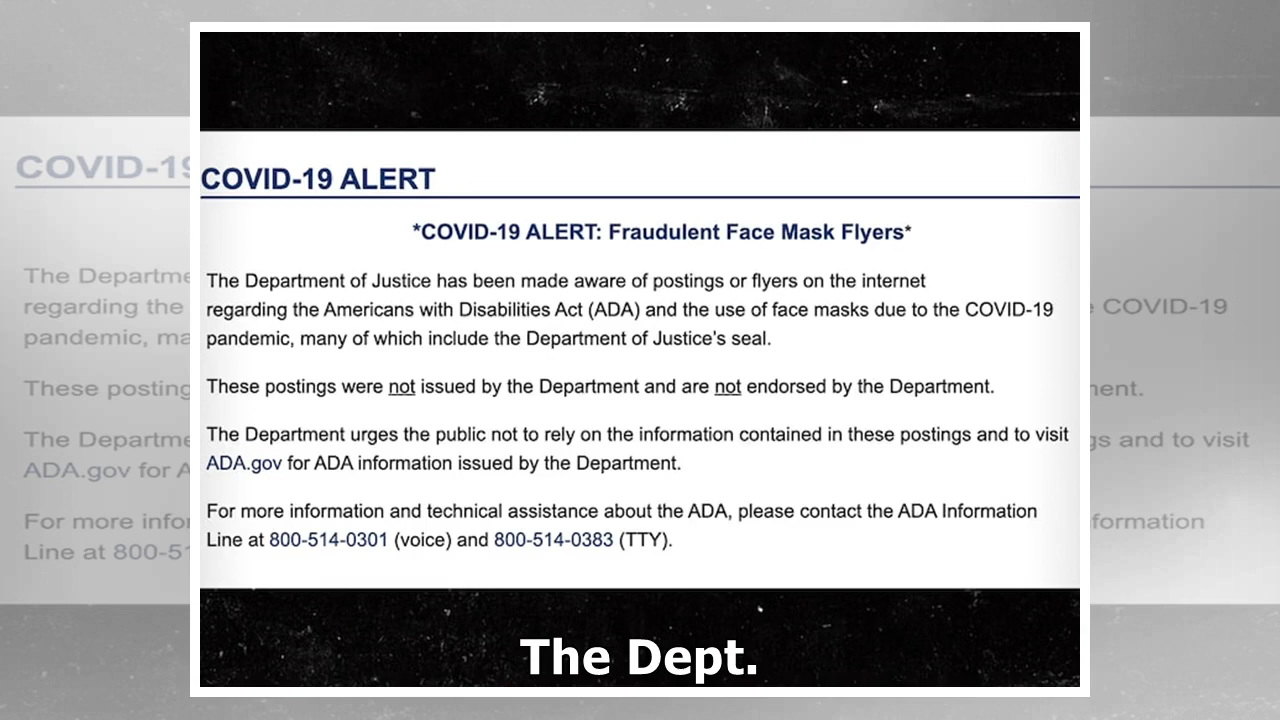 COVID-19 ALERT
*COVID-19 ALERT: Fraudulent Face Mask Flyers*
The Department of Justice has been made aware of postings or flyers on the internet
regarding the Americans with Disabilities Act (ADA) and the use of face masks due to the COVID-19
pandemic, many of which include the Department of Justice's seal.
These postings were not issued by the Department and are not endorsed by the Department.
The Department urges the public not to rely on the information contained in these postings and to visit
ADA.gov for ADA information issued by the Department.
For more information and technical assistance about the ADA, please contact the ADA Information
Line at 800-514-0301 (voice) and 800-514-0383 (TTY).
The Dept.